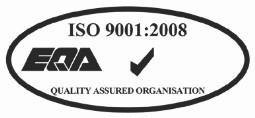 ISO 9001:2008
EQA
QUALITY ASSURED ORGANISATION